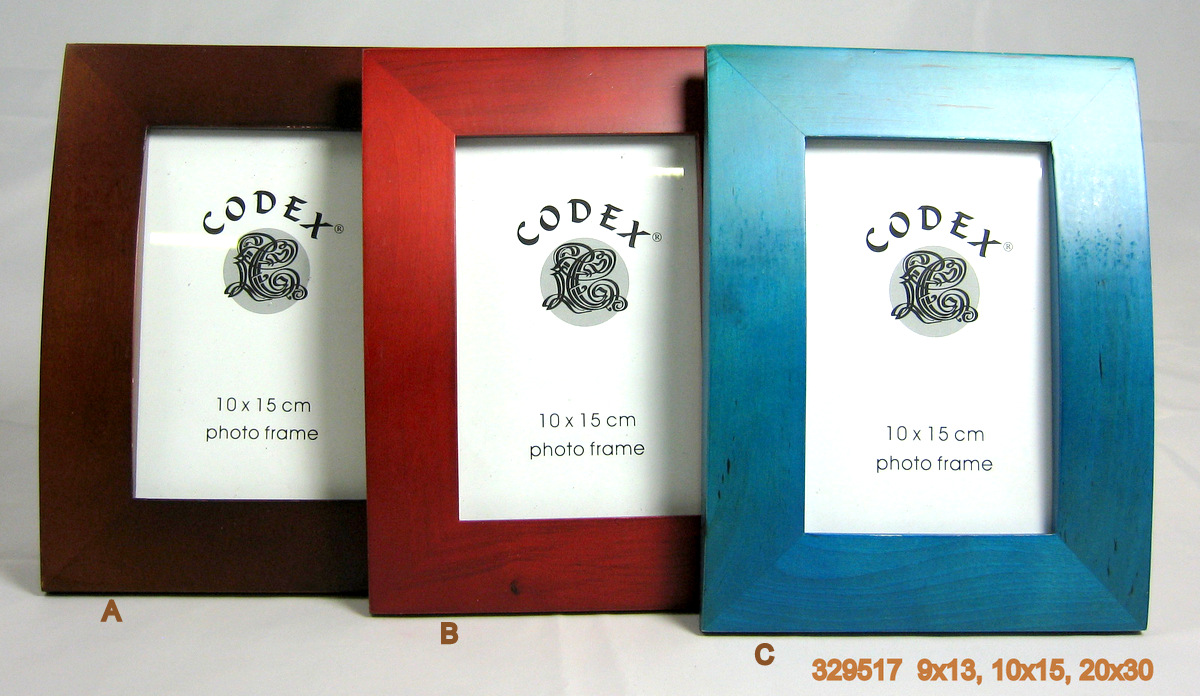 CODEX®
10 x 15 cm
photo frame
CODEX®
10 x 15 cm
photo frame
CODEX®
10 x 15 cm
photo frame
A
B
C
329517 9x13, 10x15, 20x30